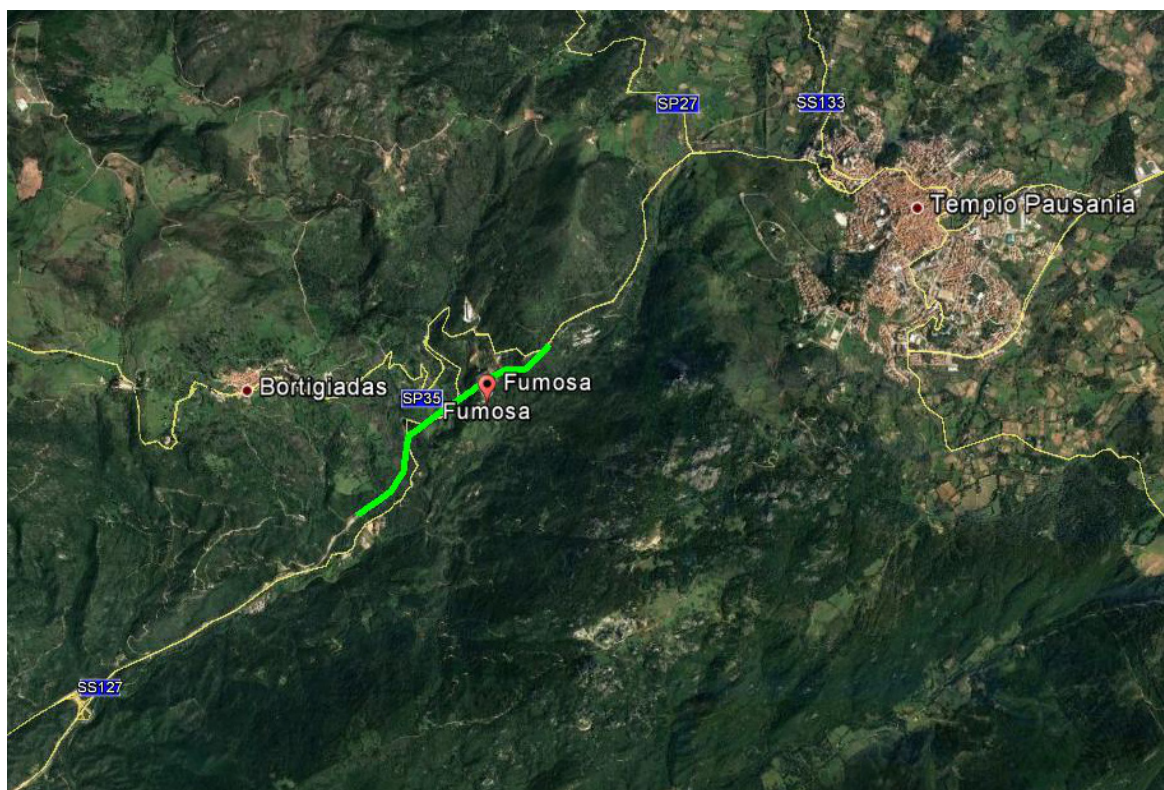 SP27
SS133
Tempio Pausania
Bortigiadas
Fumosa
SP35
Fumosa
SS127